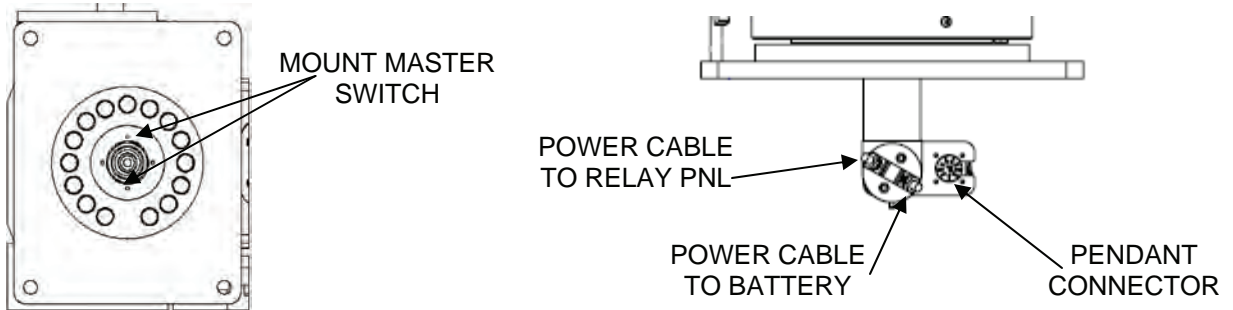 MOUNT MASTER
SWITCH
POWER CABLE
TO RELAY PNL
POWER CABLE
TO BATTERY
PENDANT
CONNECTOR